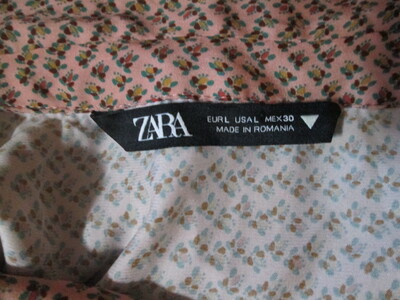 ZARA
EUR L USA L MEX 30
MADE IN ROMANIA